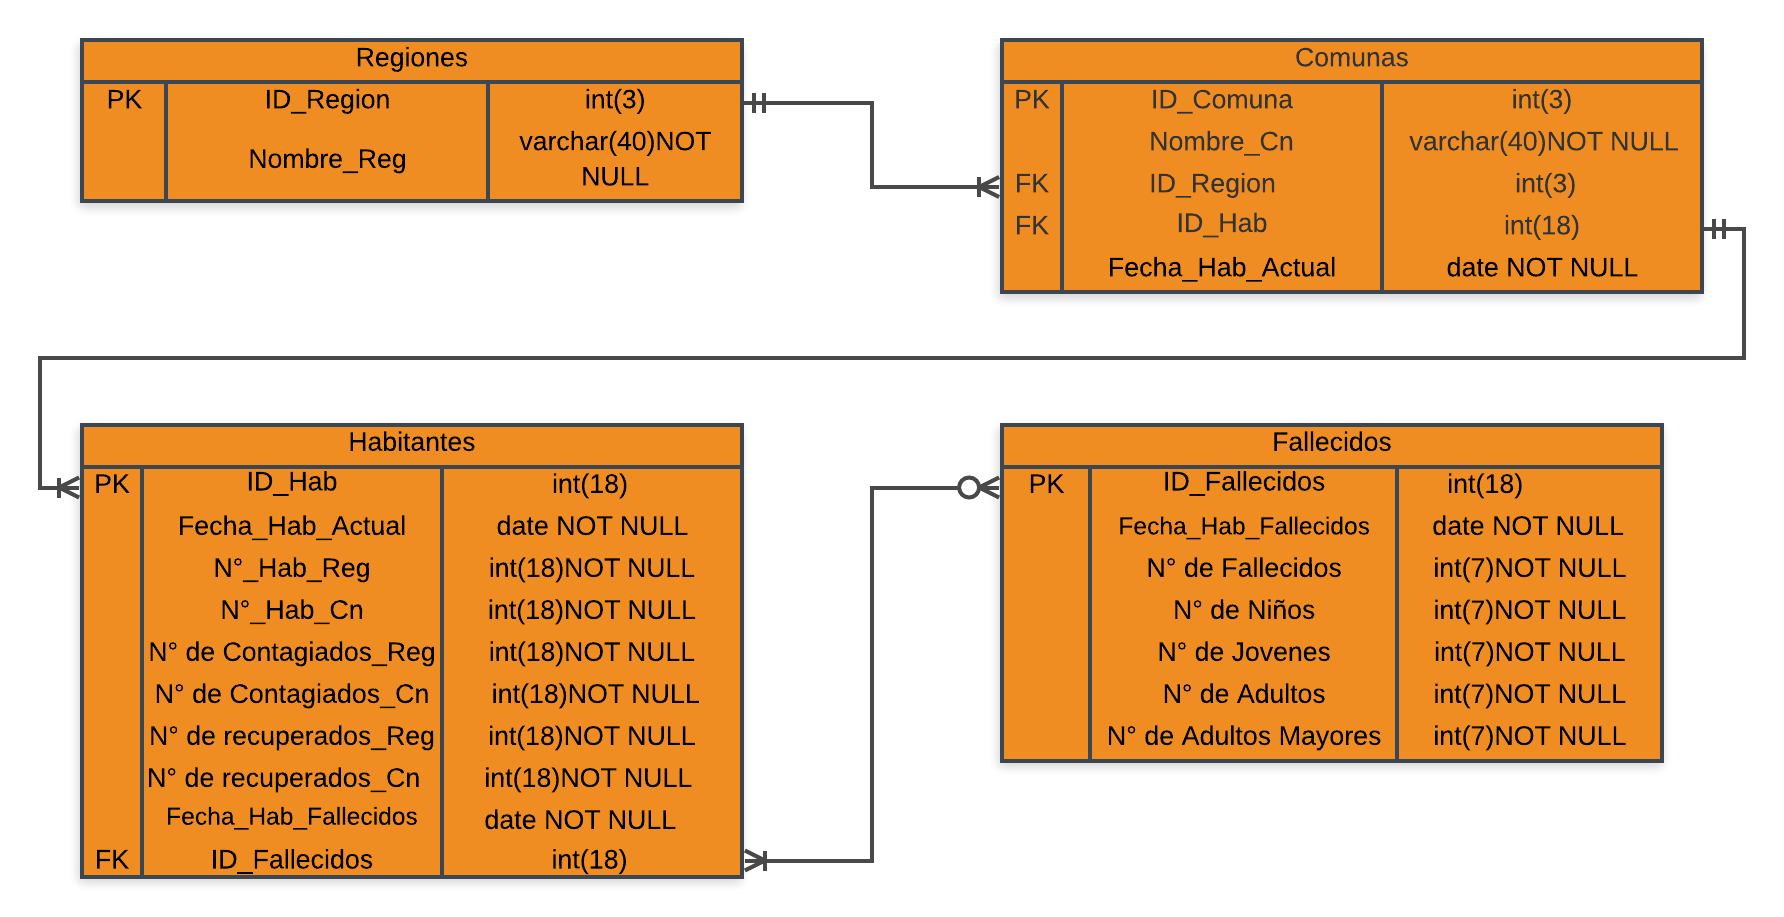 Regiones
PK ID_Region int(3)
Nombre_Reg varchar(40)NOT
NULL
Comunas
PK ID_Comuna int(3)
Nombre_Cn varchar(40)NOT NULL
FK ID_Region int(3)
FK ID_Hab int(18)
Fecha_Hab_Actual date NOT NULL
Habitantes
PK ID_Hab int(18)
Fecha_Hab_Actual date NOT NULL
N°_Hab_Reg int(18)NOT NULL
N°_Hab_Cn int(18)NOT NULL
N° de Contagiados_Reg int(18)NOT NULL
N° de Contagiados_Cn int(18)NOT NULL
N° de recuperados_Reg int(18)NOT NULL
N° de recuperados_Cn int(18)NOT NULL
Fecha_Hab_Fallecidos date NOT NULL
FK ID_Fallecidos int(18)
Fallecidos
PK ID_Fallecidos int(18)
Fecha_Hab_Fallecidos date NOT NULL
N° de Fallecidos int(7)NOT NULL
N° de Niños int(7)NOT NULL
N° de Jovenes int(7)NOT NULL
N° de Adultos int(7)NOT NULL
N° de Adultos Mayores int(7)NOT NULL